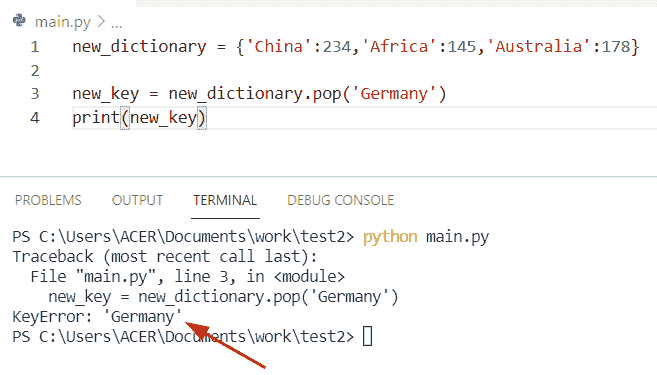 main.py > ...
1 new_dictionary = {'China':234,'Africa':145,'Australia':178}
2
3 new_key = new_dictionary.pop('Germany')
4 print(new_key)
PROBLEMS OUTPUT TERMINAL DEBUG CONSOLE
PS C:\Users\ACER\Documents\work\test2> python main.py
Traceback (most recent call last):
  File "main.py", line 3, in <module>
    new_key = new_dictionary.pop('Germany')
KeyError: 'Germany'
PS C:\Users\ACER\Documents\work\test2>